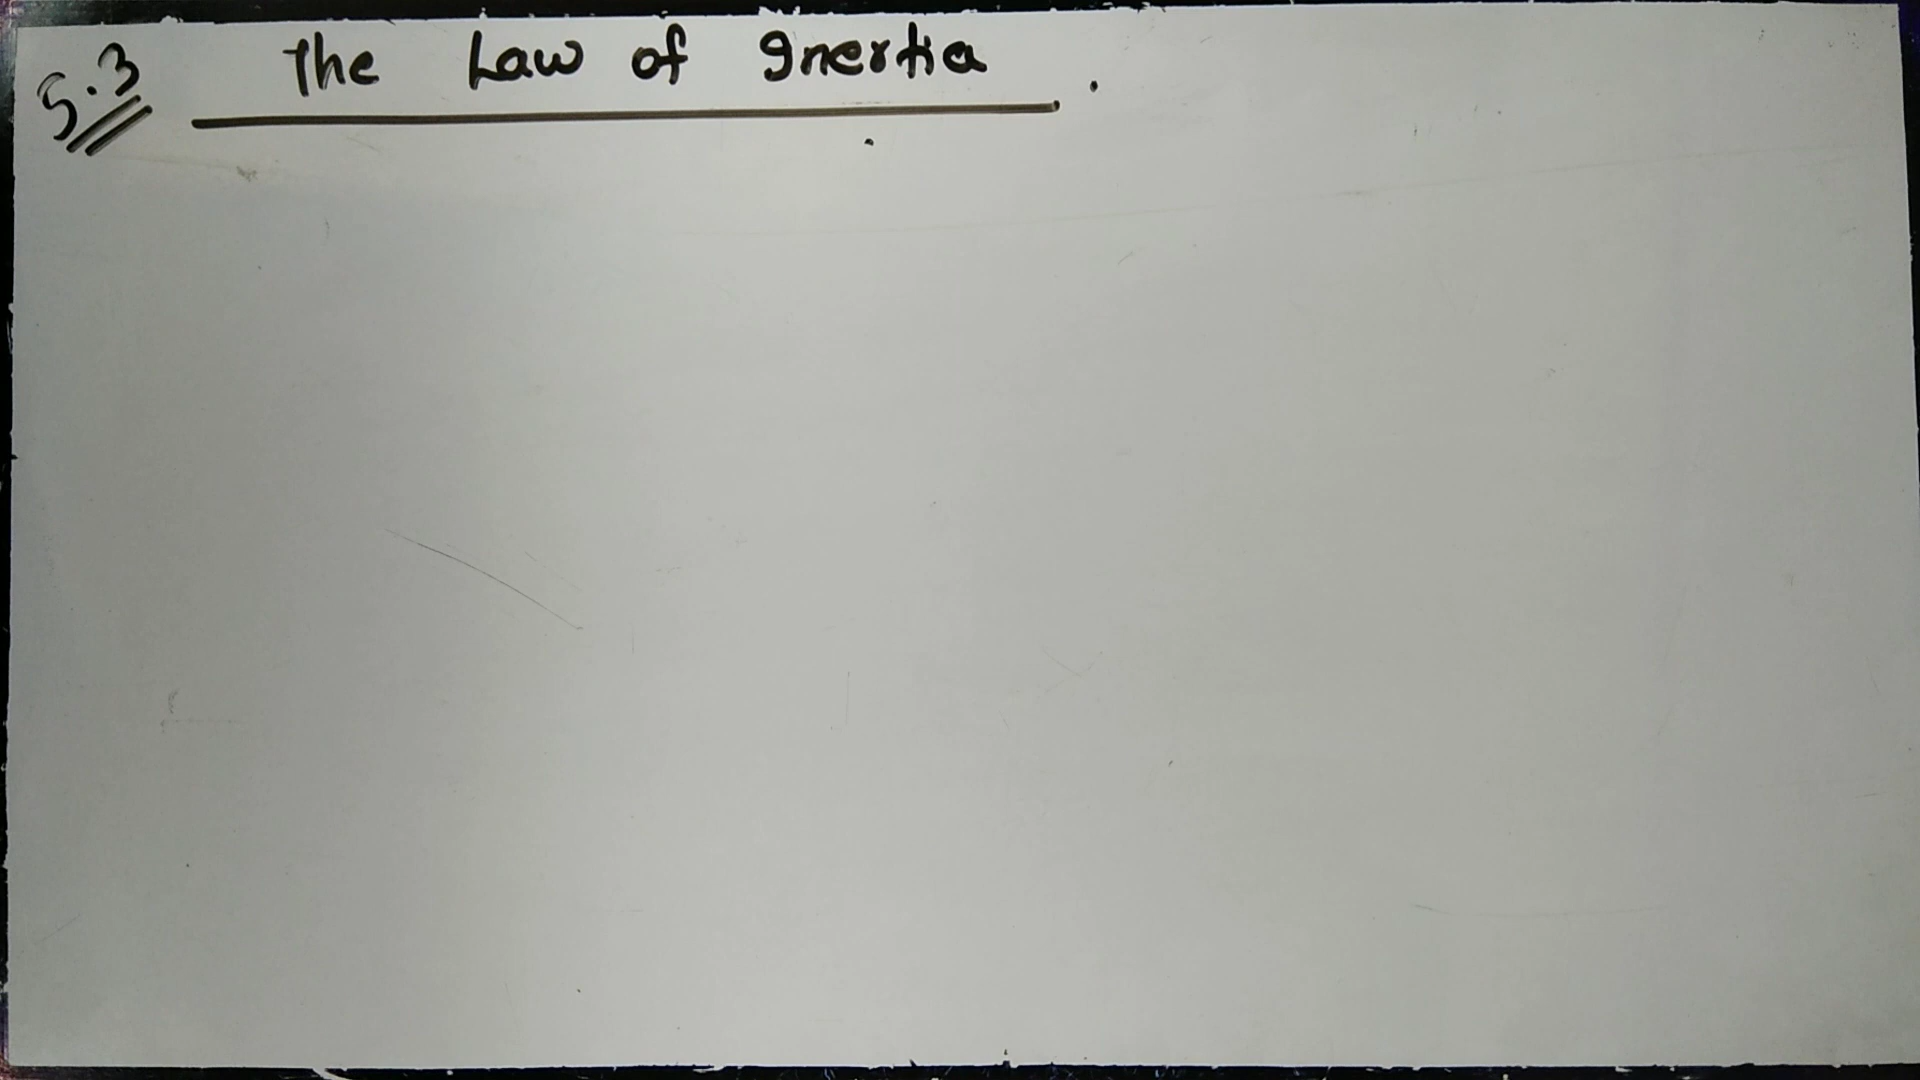 5.3 The Law of Inertia.